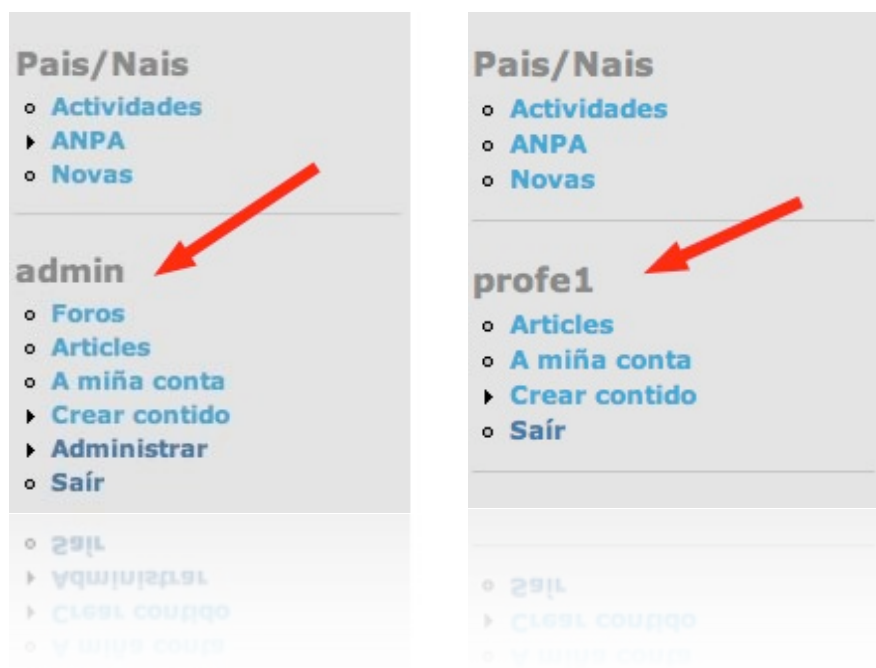 Pais/Nais
Actividades
ANPA
Novas
admin
Foros
Articles
A miña conta
Crear contido
Administrar
Saír
Pais/Nais
Actividades
ANPA
Novas
profe1
Articles
A miña conta
Crear contido
Saír